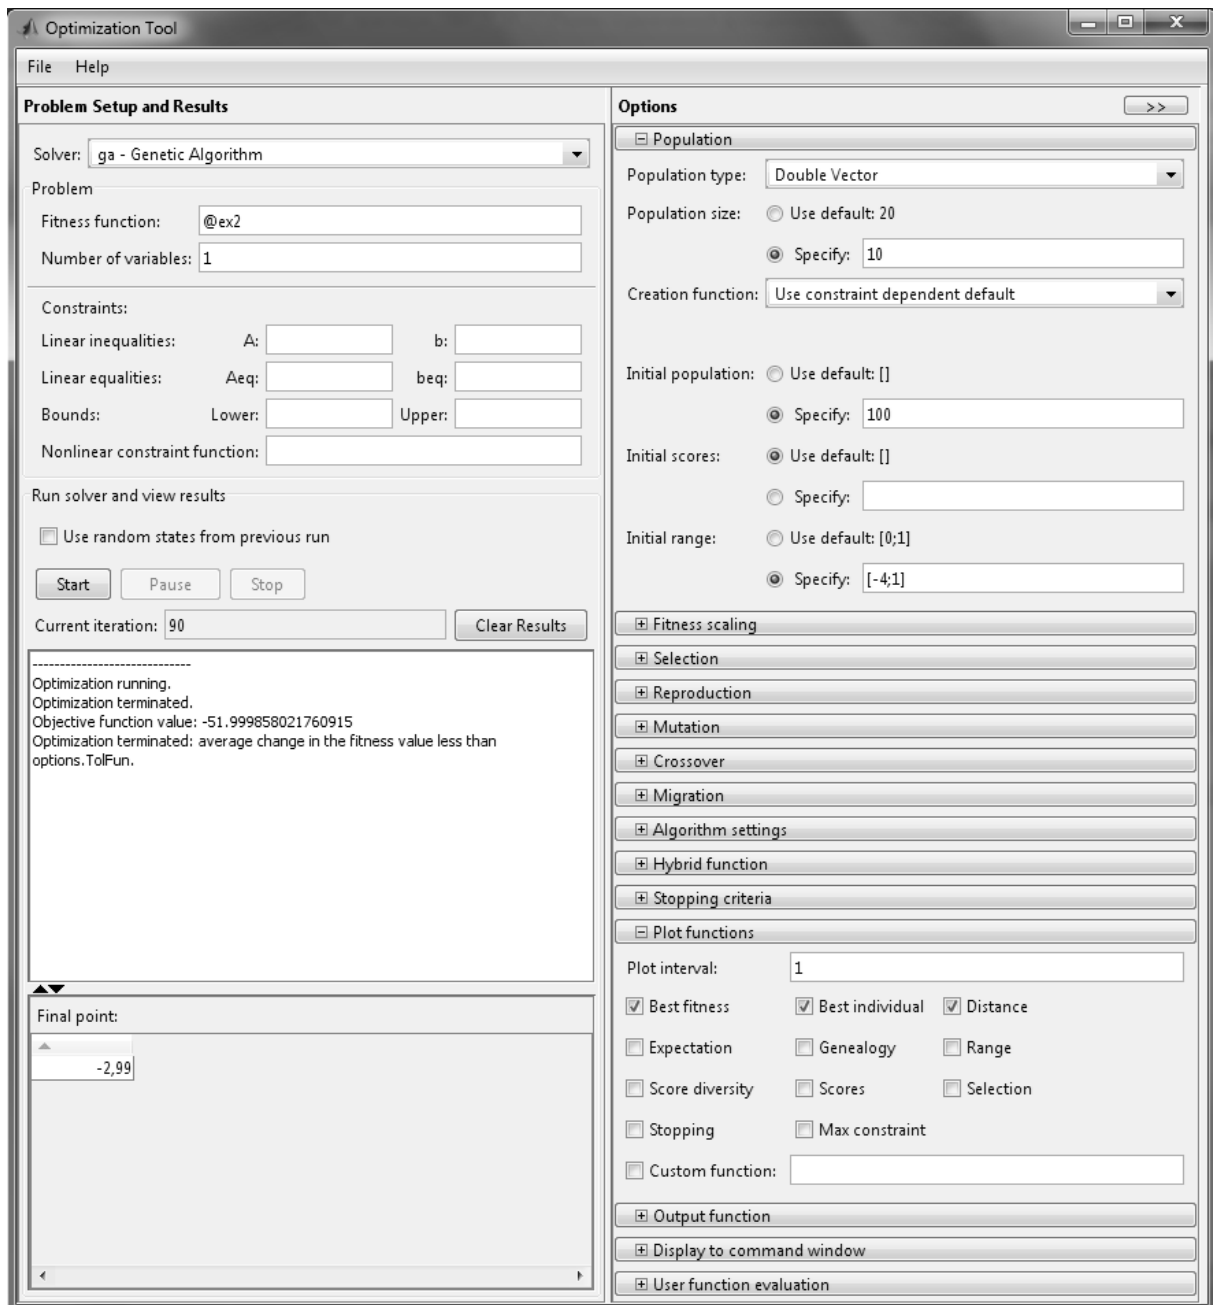 Optimization Tool
File Help
Problem Setup and Results
Solver: ga - Genetic Algorithm
Problem
Fitness function: @ex2
Number of variables: 1
Constraints:
Linear inequalities: A: b:
Linear equalities: Aeq: beq:
Bounds: Lower: Upper:
Nonlinear constraint function:
Run solver and view results
Use random states from previous run
Start Pause Stop
Current iteration: 90 Clear Results
------------------------------
Optimization running.
Optimization terminated.
Objective function value: -51.999858021760915
Optimization terminated: average change in the fitness value less than
options.TolFun.
Final point:
-2,99
Options >>
Population
Population type: Double Vector
Population size: Use default: 20
Specify: 10
Creation function: Use constraint dependent default
Initial population: Use default: []
Specify: 100
Initial scores: Use default: []
Specify:
Initial range: Use default: [0;1]
Specify: [-4;1]
Fitness scaling
Selection
Reproduction
Mutation
Crossover
Migration
Algorithm settings
Hybrid function
Stopping criteria
Plot functions
Plot interval: 1
Best fitness Best individual Distance
Expectation Genealogy Range
Score diversity Scores Selection
Stopping Max constraint
Custom function:
Output function
Display to command window
User function evaluation